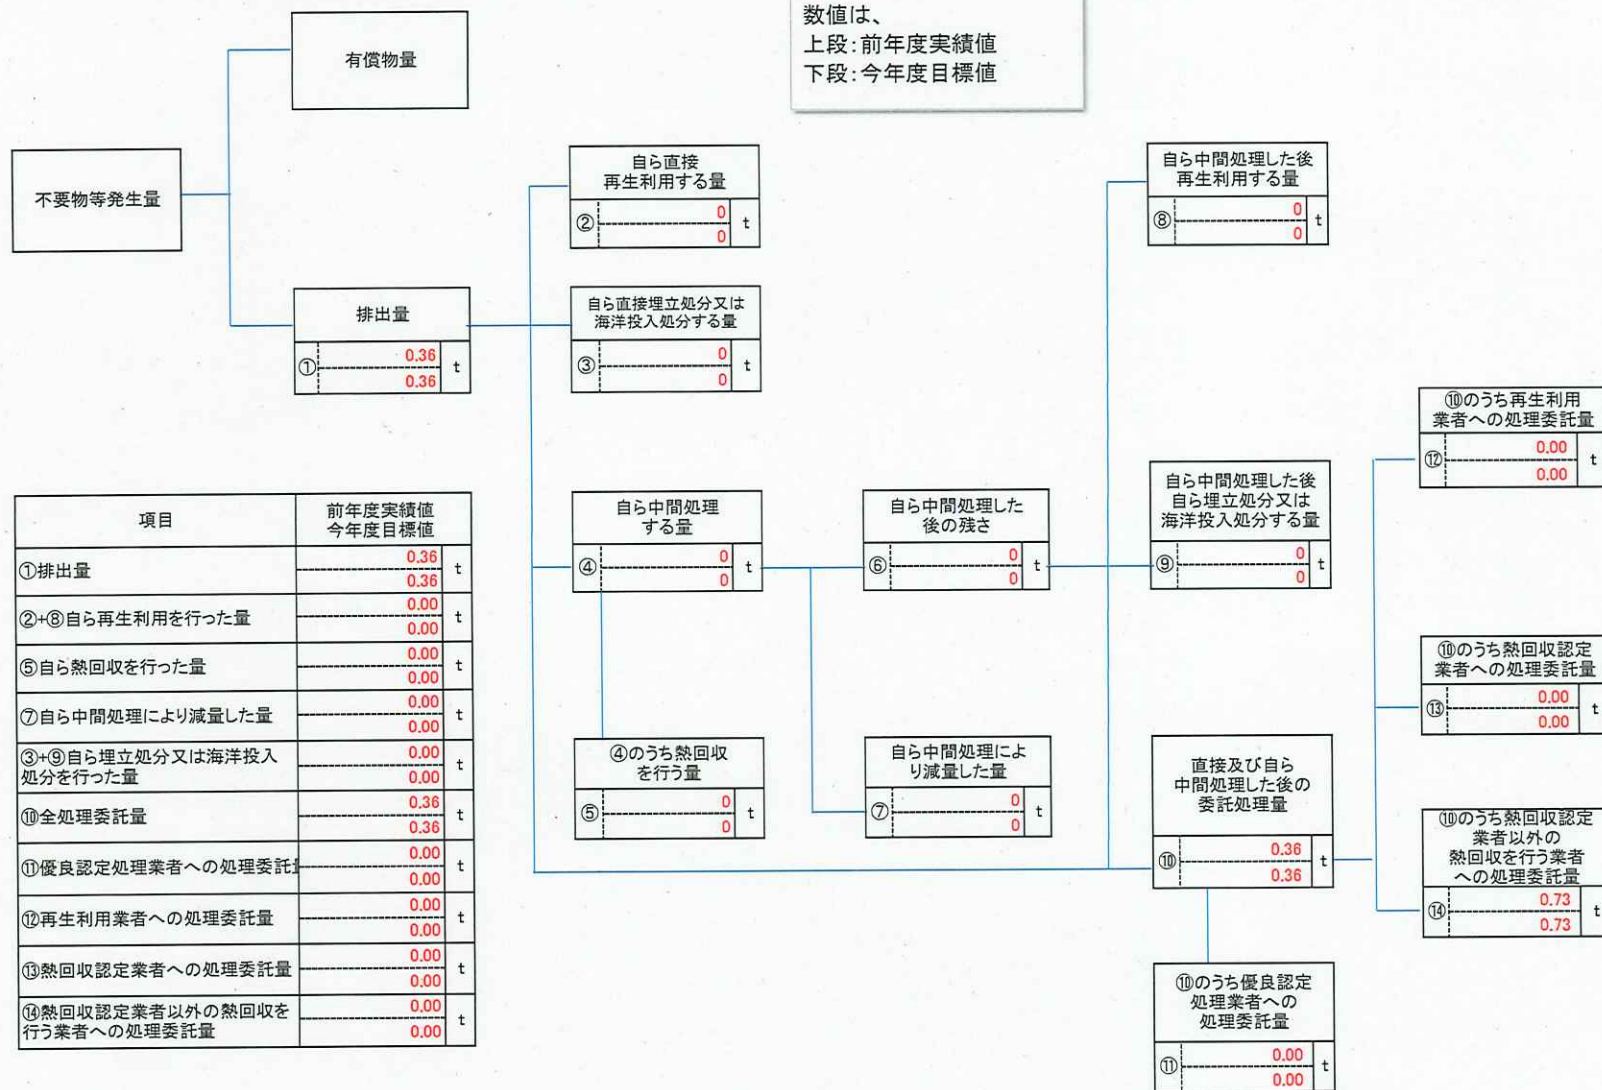 数値は、
上段:前年度実績値
下段:今年度目標値
有償物量
不要物等発生量
排出量
①
0.36
0.36
t
自ら直接
再生利用する量
②
0
0
t
自ら直接埋立処分又は
海洋投入処分する量
③
0
0
t
自ら中間処理
する量
④
0
0
t
④のうち熱回収
を行う量
⑤
0
0
t
自ら中間処理した
後の残さ
⑥
0
0
t
自ら中間処理によ
り減量した量
⑦
0
0
t
自ら中間処理した後
再生利用する量
⑧
0
0
t
自ら中間処理した後
自ら埋立処分又は
海洋投入処分する量
⑨
0
0
t
直接及び自ら
中間処理した後の
委託処理量
⑩
0.36
0.36
t
⑩のうち優良認定
処理業者への
処理委託量
⑪
0.00
0.00
t
⑩のうち再生利用
業者への処理委託量
⑫
0.00
0.00
t
⑩のうち熱回収認定
業者への処理委託量
⑬
0.00
0.00
t
⑩のうち熱回収認定
業者以外の
熱回収を行う業者
への処理委託量
⑭
0.73
0.73
t
項目
前年度実績値
今年度目標値
①排出量
0.36
0.36
t
②+⑧自ら再生利用を行った量
0.00
0.00
t
⑤自ら熱回収を行った量
0.00
0.00
t
⑦自ら中間処理により減量した量
0.00
0.00
t
③+⑨自ら埋立処分又は海洋投入
処分を行った量
0.00
0.00
t
⑩全処理委託量
0.36
0.36
t
⑪優良認定処理業者への処理委託
0.00
0.00
t
⑫再生利用業者への処理委託量
0.00
0.00
t
⑬熱回収認定業者への処理委託量
0.00
0.00
t
⑭熱回収認定業者以外の熱回収を
行う業者への処理委託量
0.00
0.00
t